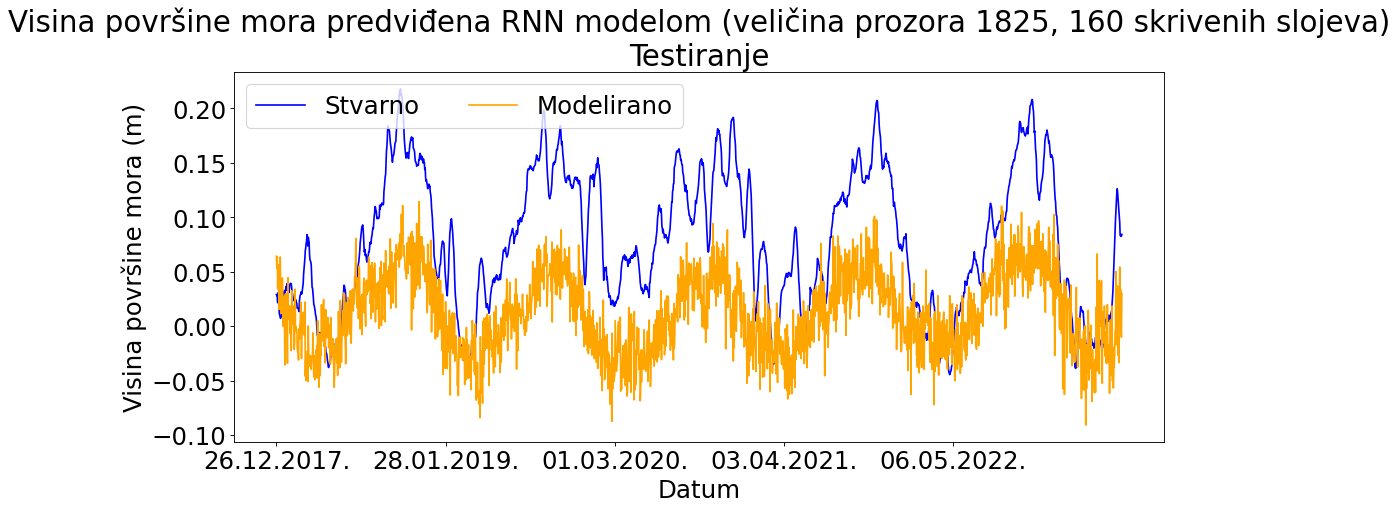 Visina površine mora predviđena RNN modelom (veličina prozora 1825, 160 skrivenih slojeva)
Testiranje
Stvarno Modelirano
Visina površine mora (m)
0.20
0.15
0.10
0.05
0.00
−0.05
−0.10
26.12.2017. 28.01.2019. 01.03.2020. 03.04.2021. 06.05.2022.
Datum